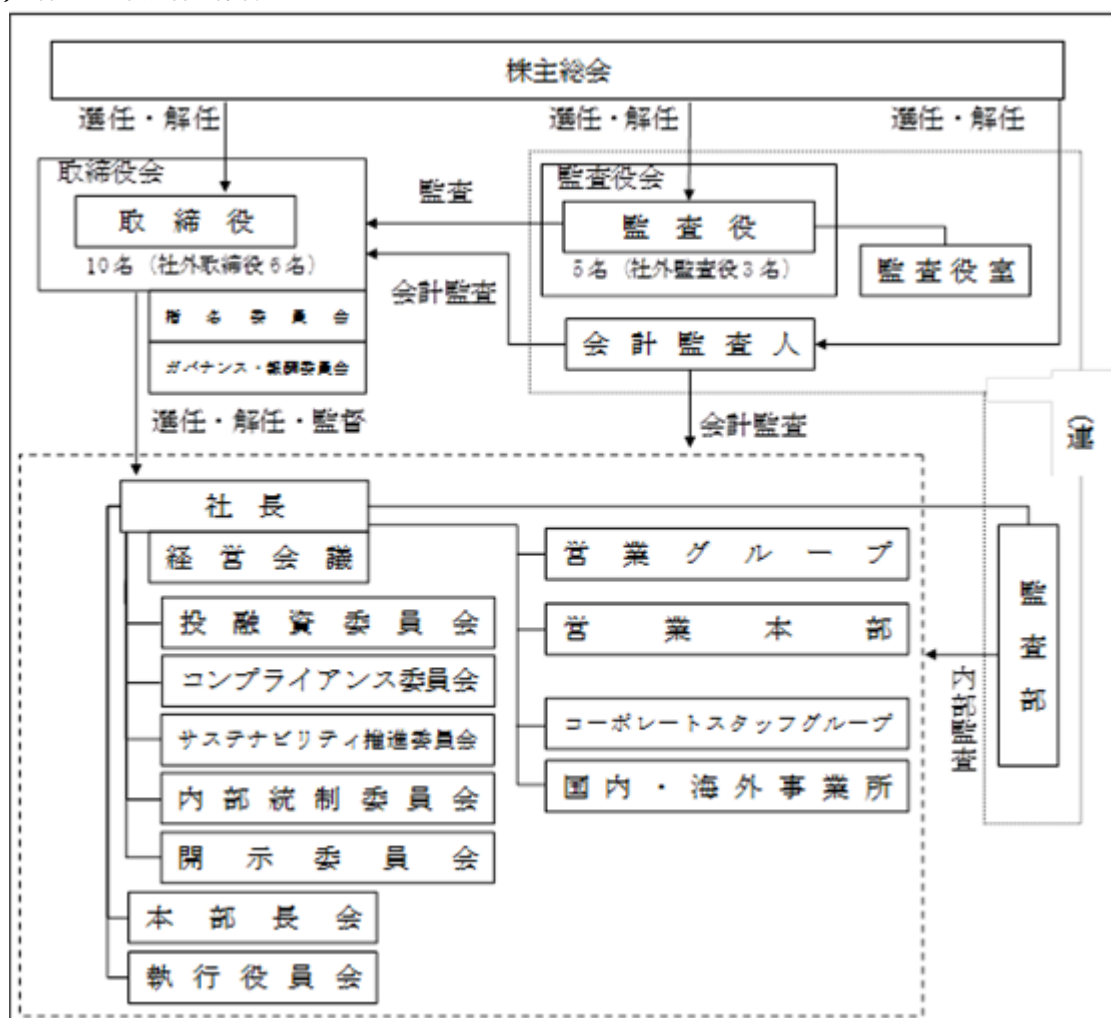 株主総会
選任・解任
選任・解任
選任・解任
取締役会
取締役
10名（社外取締役6名）
指名委員会
ガバナンス・報酬委員会
監査
会計監査
監査役会
監査役
5名（社外監査役3名）
監査役室
会計監査人
選任・解任・監督
会計監査
（連
社長
経営会議
投融資委員会
コンプライアンス委員会
サステナビリティ推進委員会
内部統制委員会
開示委員会
本部長会
執行役員会
営業グループ
営業本部
コーポレートスタッフグループ
国内・海外事業所
内部監査
監査部